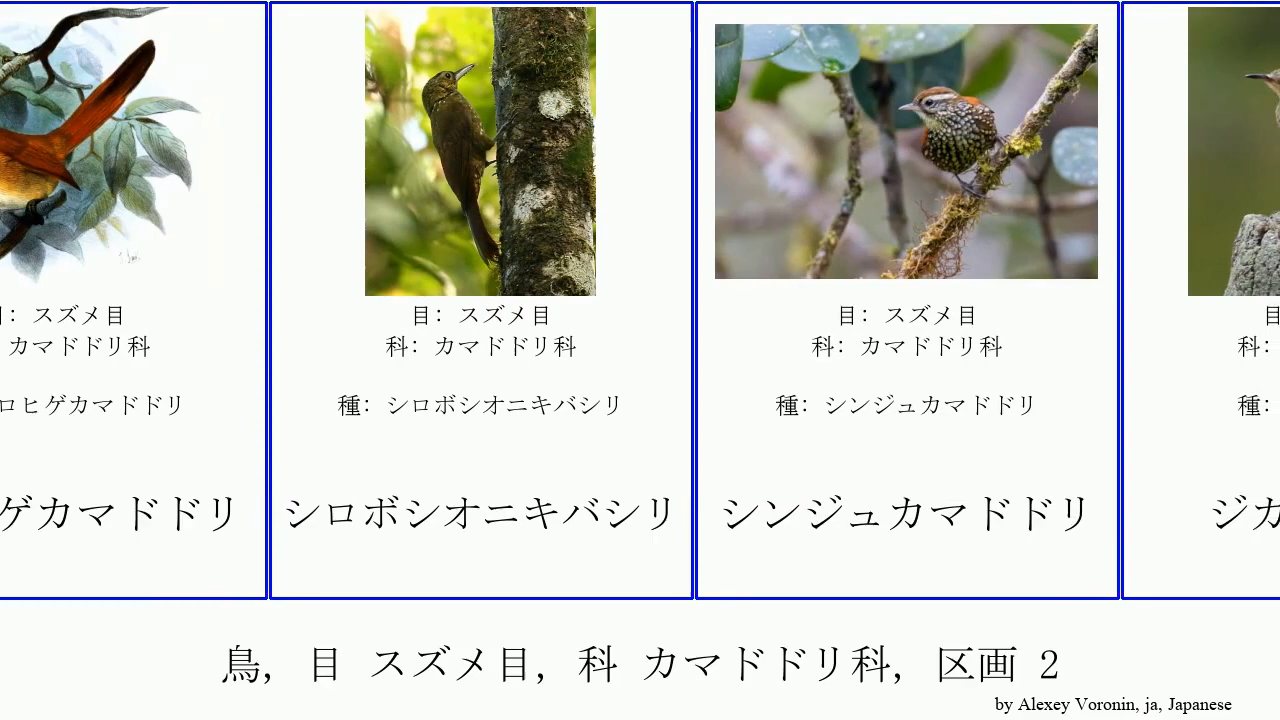 目: スズメ目
カマドドリ科
ロヒゲカマドドリ
ゲカマドドリ
目: スズメ目
科: カマドドリ科
種: シロボシオニキバシリ
シロボシオニキバシリ
目: スズメ目
科: カマドドリ科
種: シンジュカマドドリ
シンジュカマドドリ
目
科:
種:
ジカ
鳥, 目 スズメ目, 科 カマドドリ科, 区画 2
by Alexey Voronin, ja, Japanese